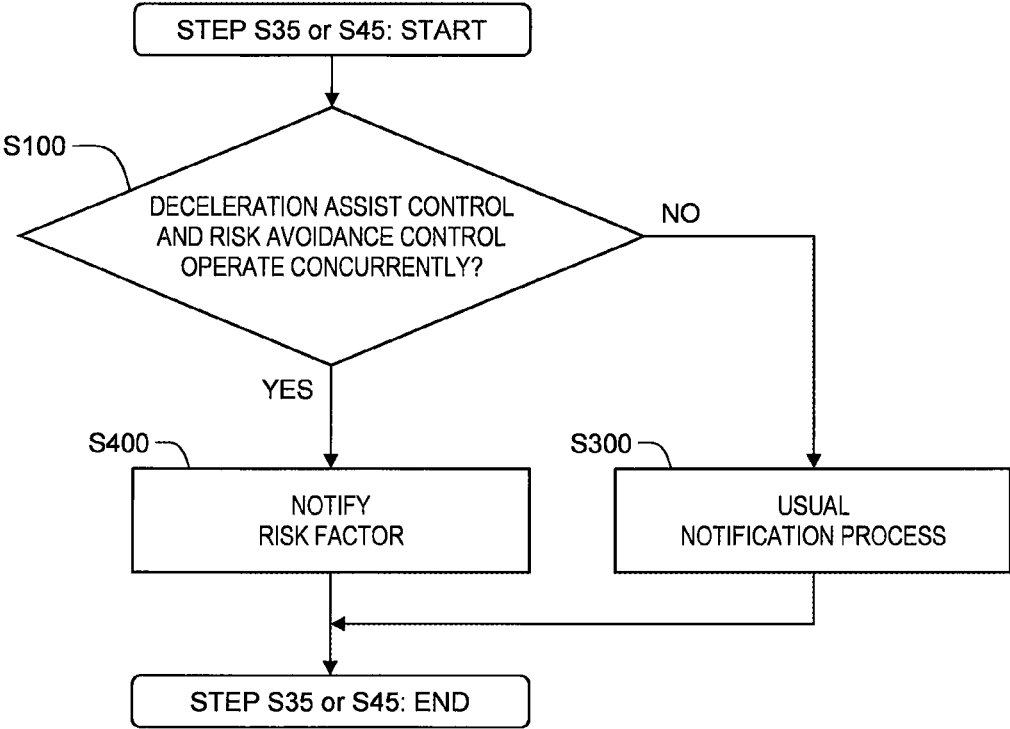 STEP S35 or S45: START
S100
DECELERATION ASSIST CONTROL
AND RISK AVOIDANCE CONTROL
OPERATE CONCURRENTLY?
NO
YES
S400
NOTIFY
RISK FACTOR
S300
USUAL
NOTIFICATION PROCESS
STEP S35 or S45: END